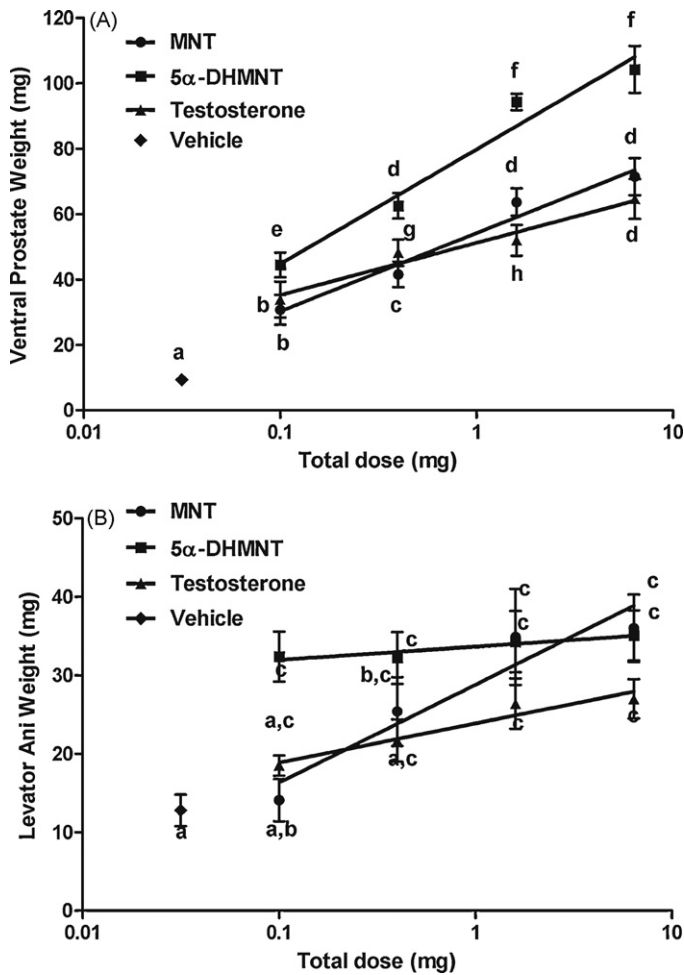 (A)
MNT
5α-DHMNT
Testosterone
Vehicle
Ventral Prostate Weight (mg)
120
100
80
60
40
20
0
f
f
d
d
d
e
g
b
c
h
d
b
a
0.01
0.1
1
10
Total dose (mg)
(B)
MNT
5α-DHMNT
Testosterone
Vehicle
Levator Ani Weight (mg)
50
40
30
20
10
0
c
c
c
c
c
c
b,c
a,c
c
c
a,c
a
a,b
0.01
0.1
1
10
Total dose (mg)